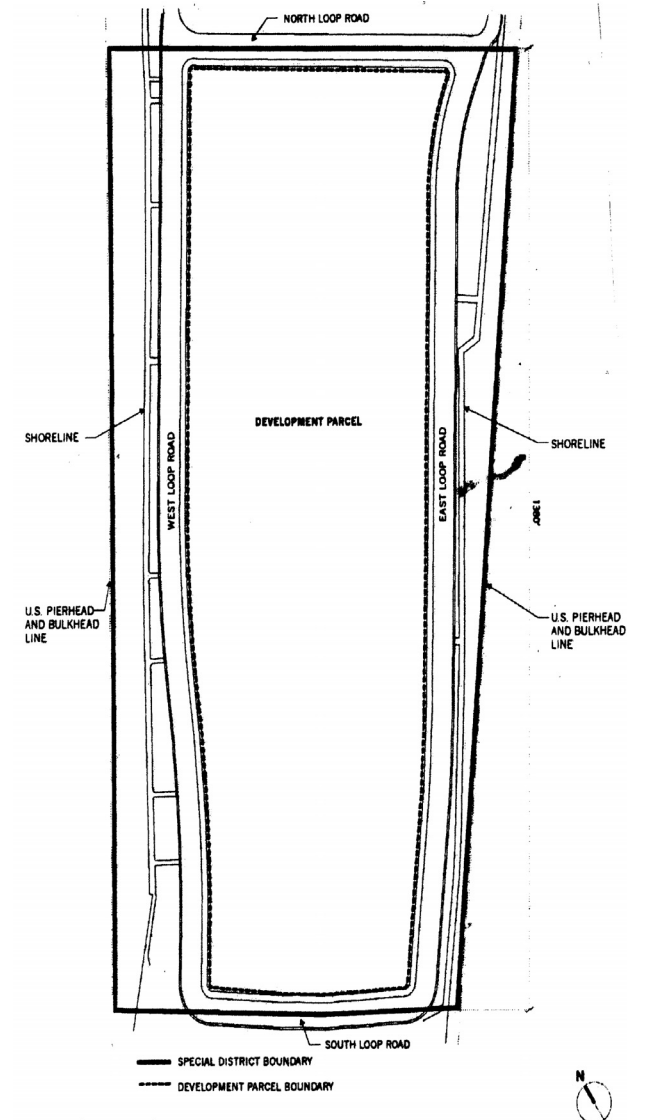 NORTH LOOP ROAD
DEVELOPMENT PARCEL
SHORELINE
WEST LOOP ROAD
EAST LOOP ROAD
SHORELINE
1380'
U.S. PIERHEAD
AND BULKHEAD
LINE
U.S. PIERHEAD
AND BULKHEAD
LINE
SOUTH LOOP ROAD
SPECIAL DISTRICT BOUNDARY
DEVELOPMENT PARCEL BOUNDARY
N